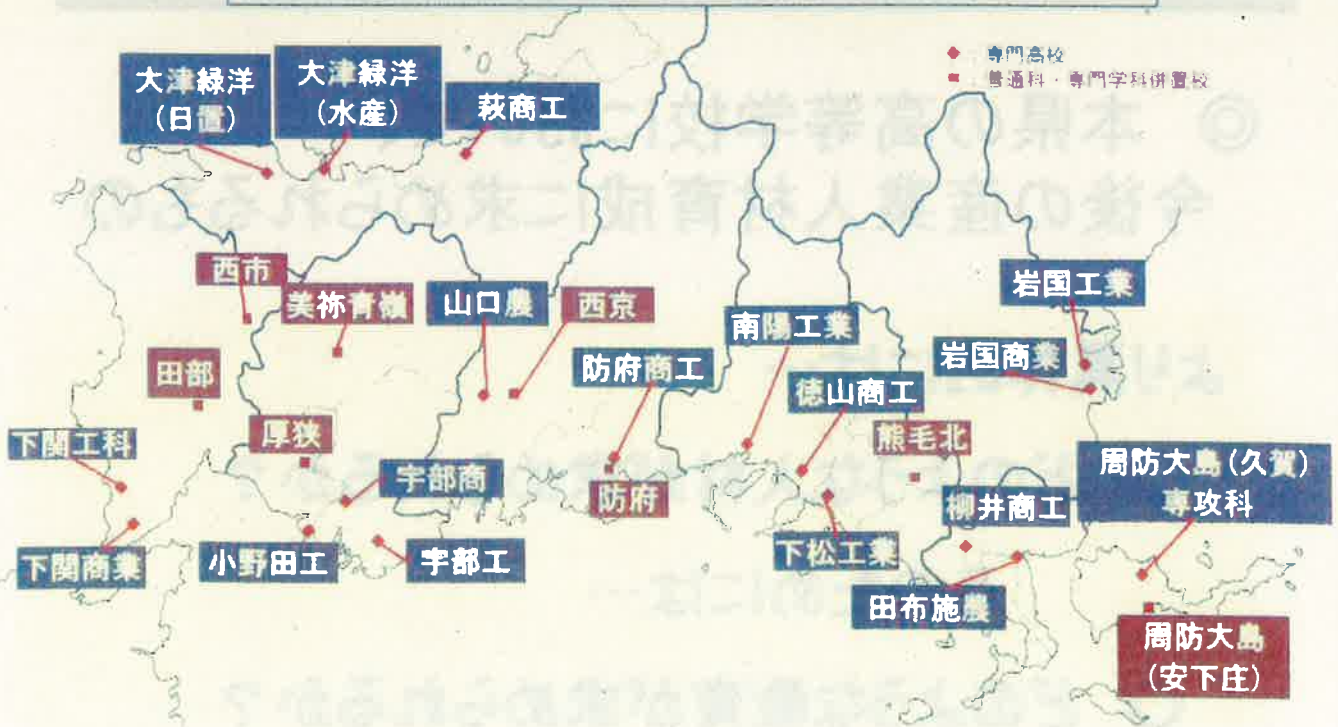 専門高校
普通科・専門学科併置校
大津緑洋
(日置)
大津緑洋
(水産)
萩商工
西市
美祢青嶺
山口農
西京
岩国工業
南陽工業
岩国商業
防府商工
田部
徳山商工
厚狭
熊毛北
下関工科
周防大島(久賀)
専攻科
宇部商
防府
柳井商工
下関商業
小野田工
宇部工
下松工業
田布施農
周防大島
(安下庄)